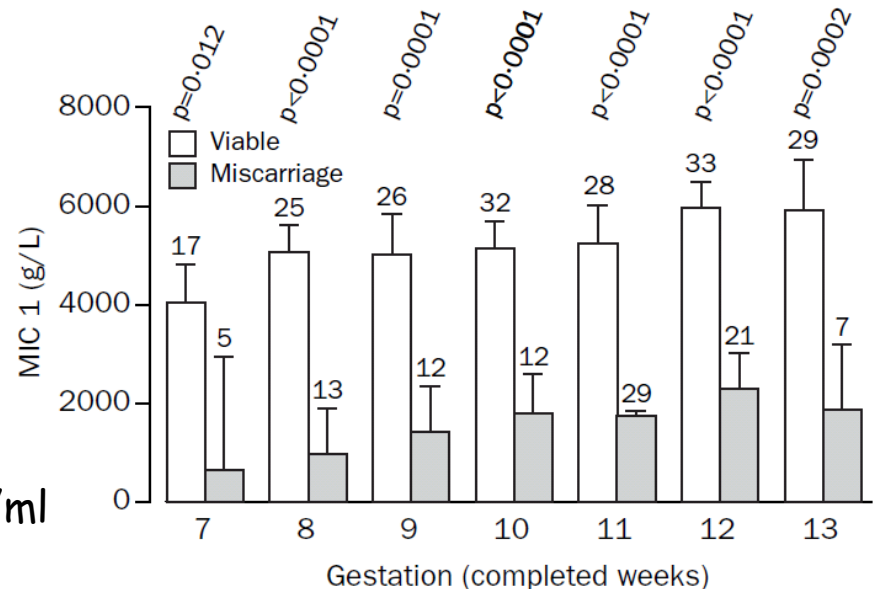 p=0·012 p<0·0001 p=0·0001 p<0·0001 p<0·0001 p<0·0001 p=0·0002
8000
Viable
Miscarriage
29
33
6000
25 26 32 28
17
4000
5
7
21
13 12 12
29
2000
0
/ml
7 8 9 10 11 12 13
MIC 1 (g/L)
Gestation (completed weeks)